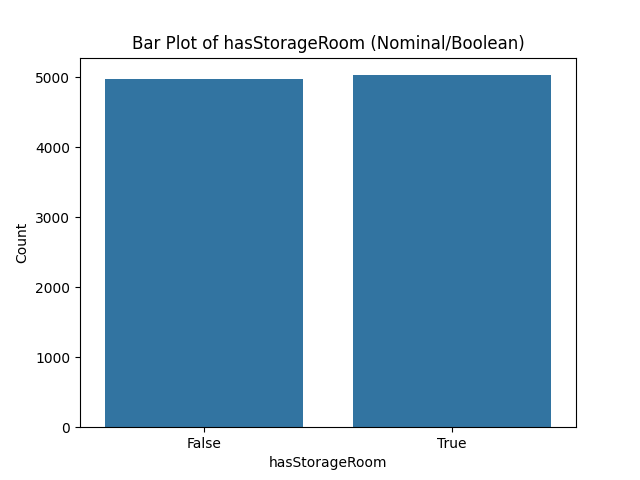 Bar Plot of hasStorageRoom (Nominal/Boolean)
5000
4000
3000
2000
1000
0
Count
False True
hasStorageRoom